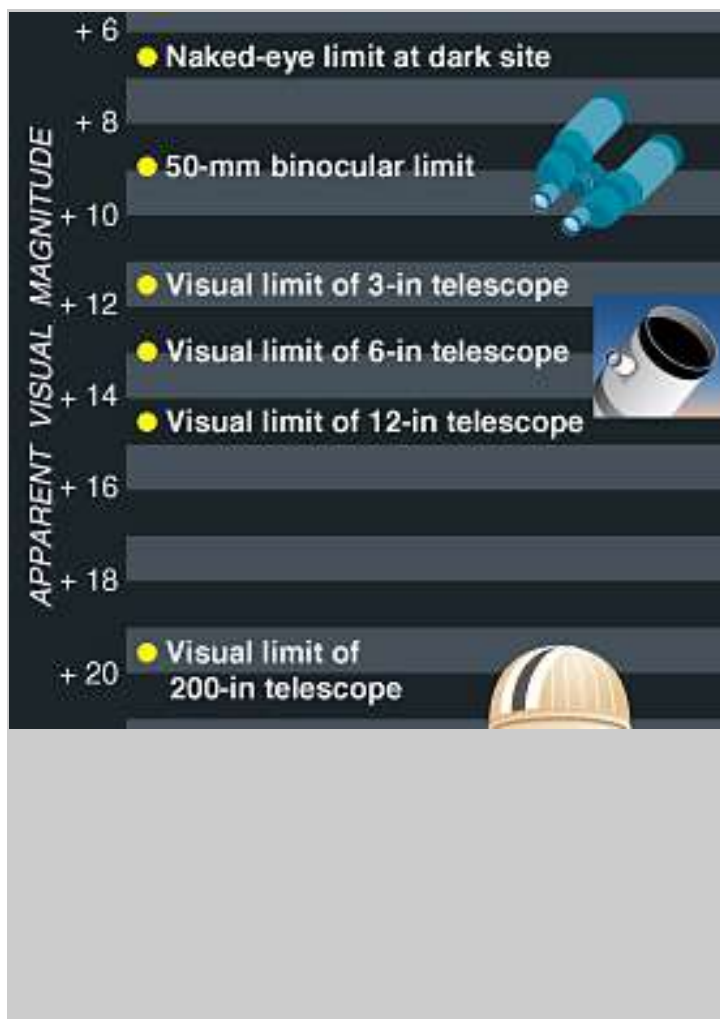 + 6
Naked-eye limit at dark site
+ 8
50-mm binocular limit
+ 10
Visual limit of 3-in telescope
+ 12
Visual limit of 6-in telescope
+ 14
Visual limit of 12-in telescope
+ 16
+ 18
Visual limit of
+ 20
200-in telescope
APPARENT VISUAL MAGNITUDE